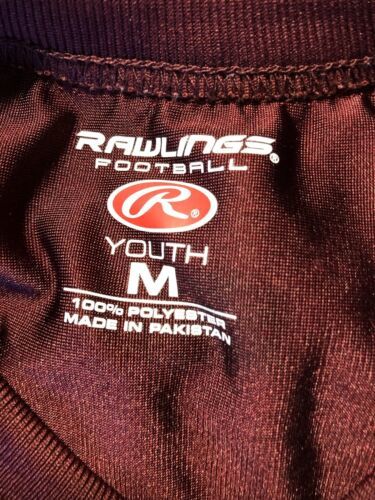 RAWLINGS®
FOOTBALL
R®
YOUTH
M
100% POLYESTER
MADE IN PAKISTAN